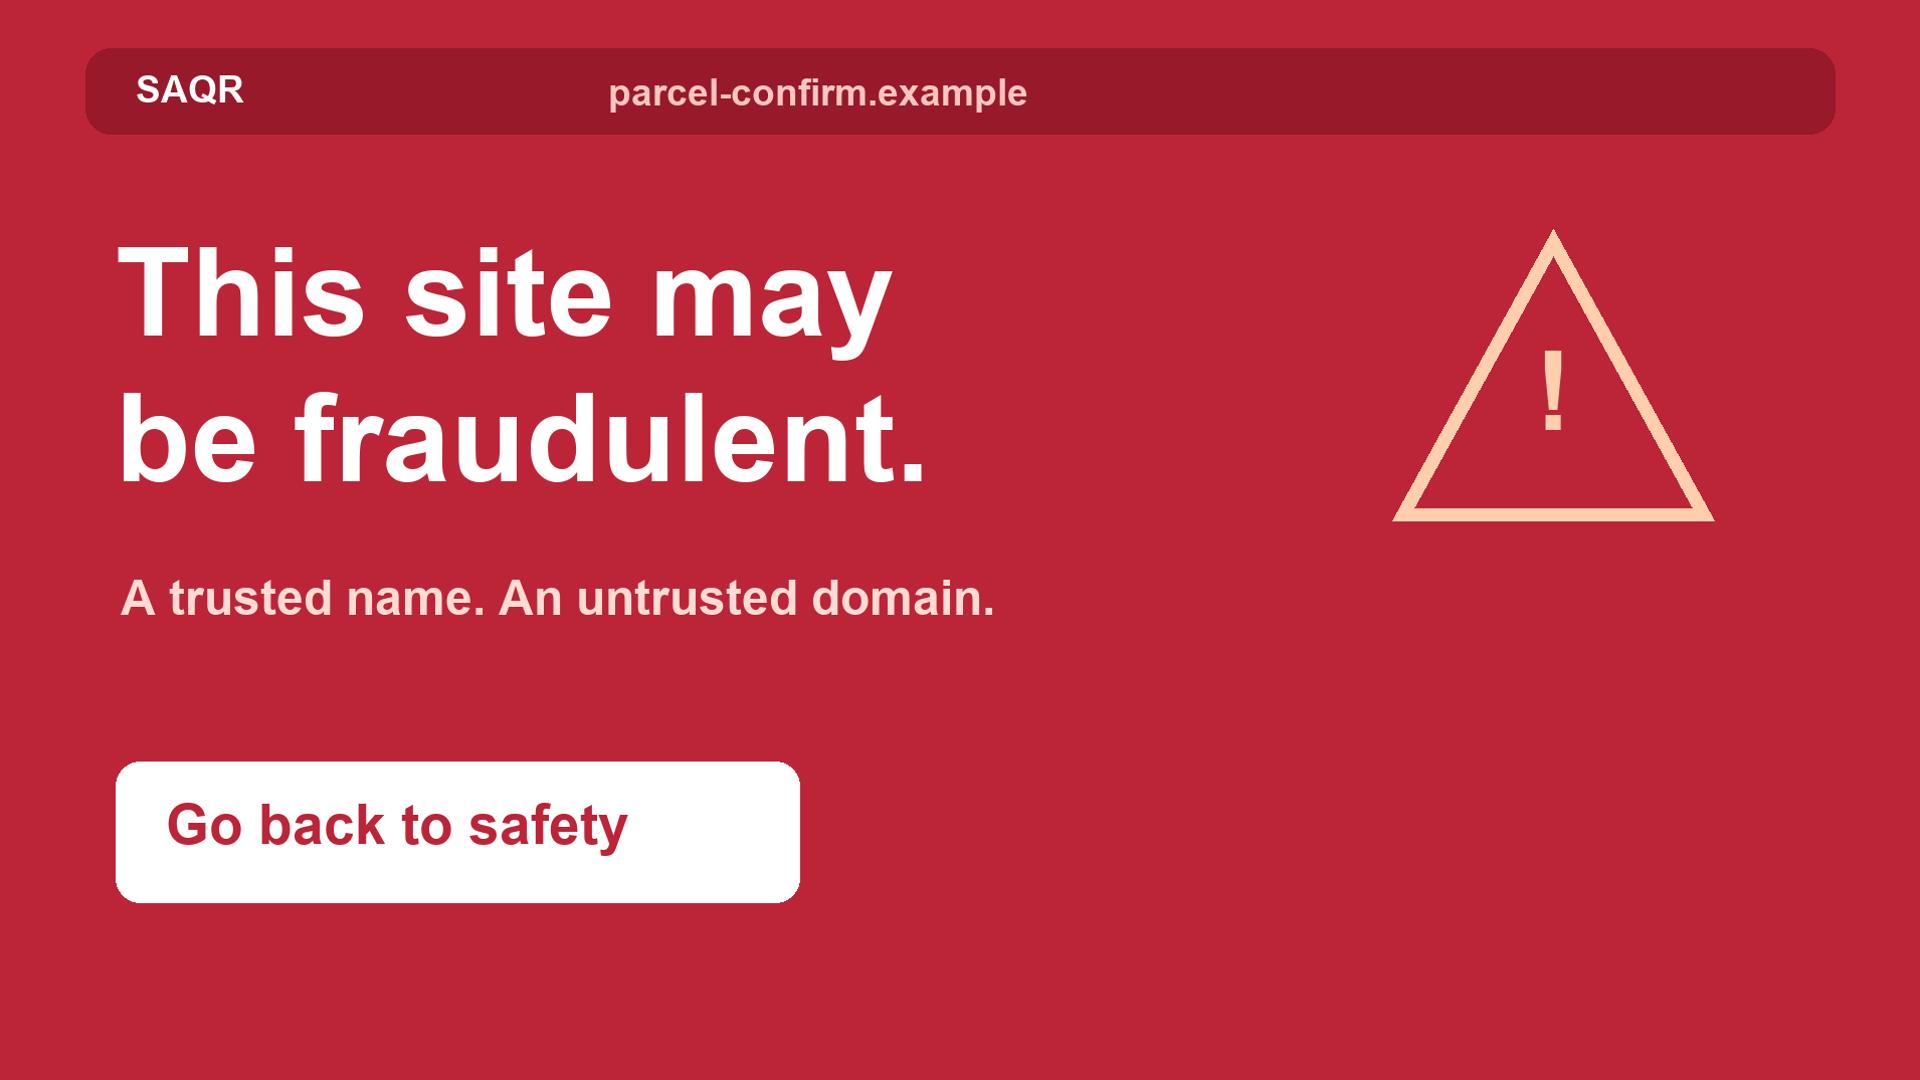 SAQR
parcel-confirm.example
This site may
be fraudulent.
!
A trusted name. An untrusted domain.
Go back to safety